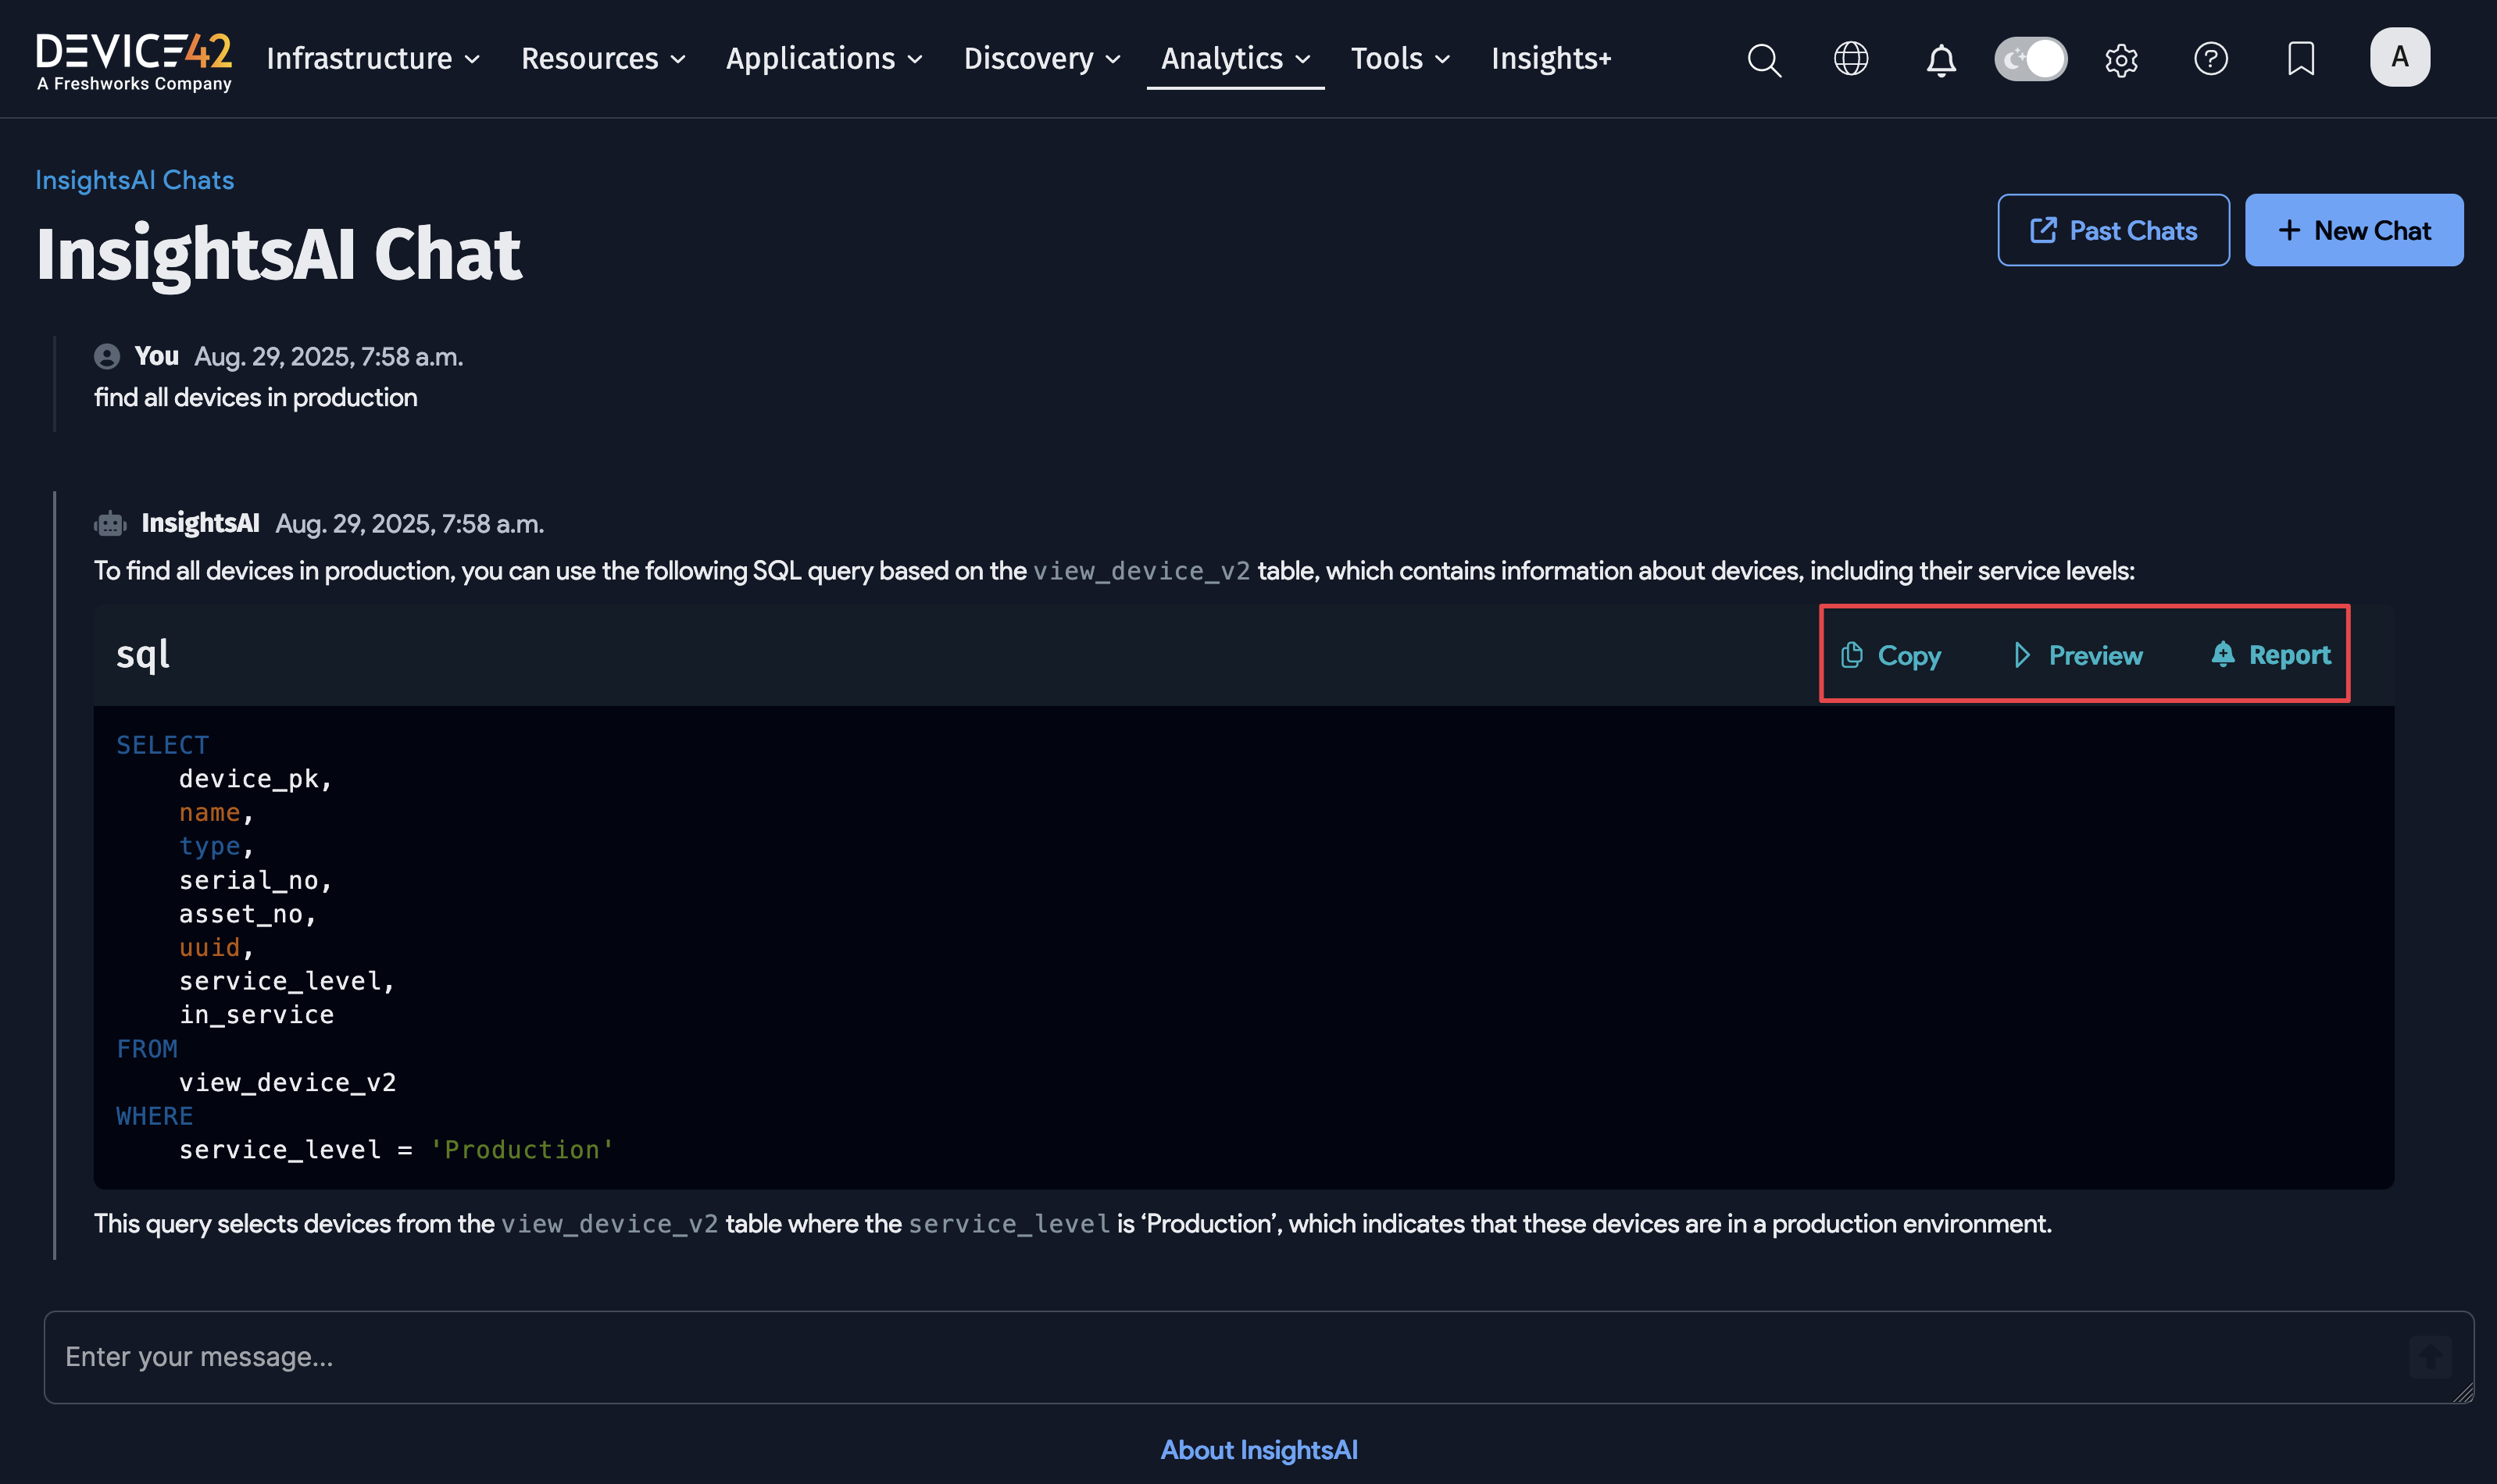 DEVICE42
A Freshworks Company
Infrastructure
Resources
Applications
Discovery
Analytics
Tools
Insights+
A
InsightsAI Chats
InsightsAI Chat
Past Chats
+ New Chat
You Aug. 29, 2025, 7:58 a.m.
find all devices in production
InsightsAI Aug. 29, 2025, 7:58 a.m.
To find all devices in production, you can use the following SQL query based on the view_device_v2 table, which contains information about devices, including their service levels:
sql
Copy
Preview
Report
SELECT
    device_pk,
    name,
    type,
    serial_no,
    asset_no,
    uuid,
    service_level,
    in_service
FROM
    view_device_v2
WHERE
    service_level = 'Production'
This query selects devices from the view_device_v2 table where the service_level is ‘Production’, which indicates that these devices are in a production environment.
Enter your message...
About InsightsAI